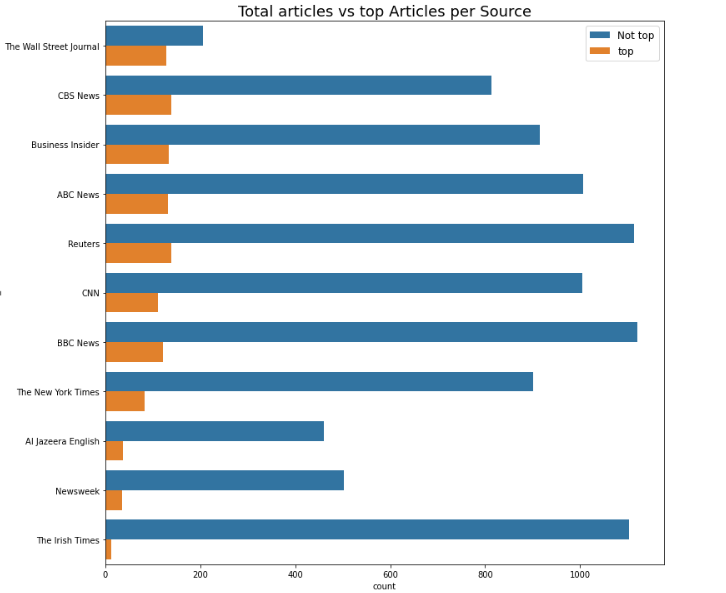 Total articles vs top Articles per Source
Not top
top
The Wall Street Journal
CBS News
Business Insider
ABC News
Reuters
CNN
BBC News
The New York Times
Al Jazeera English
Newsweek
The Irish Times
0 200 400 600 800 1000
count